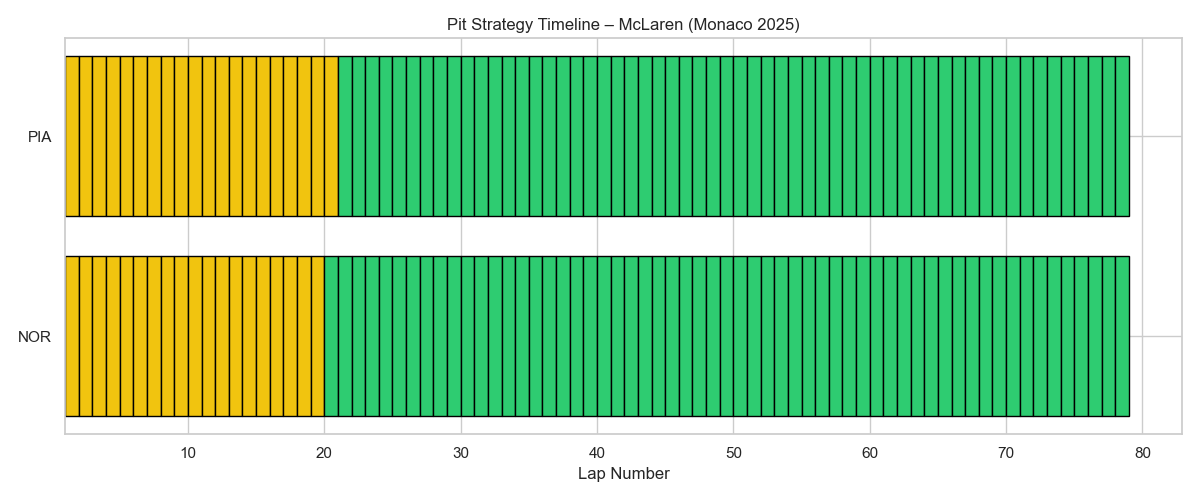 Pit Strategy Timeline – McLaren (Monaco 2025)
PIA
NOR
10 20 30 40 50 60 70 80
Lap Number